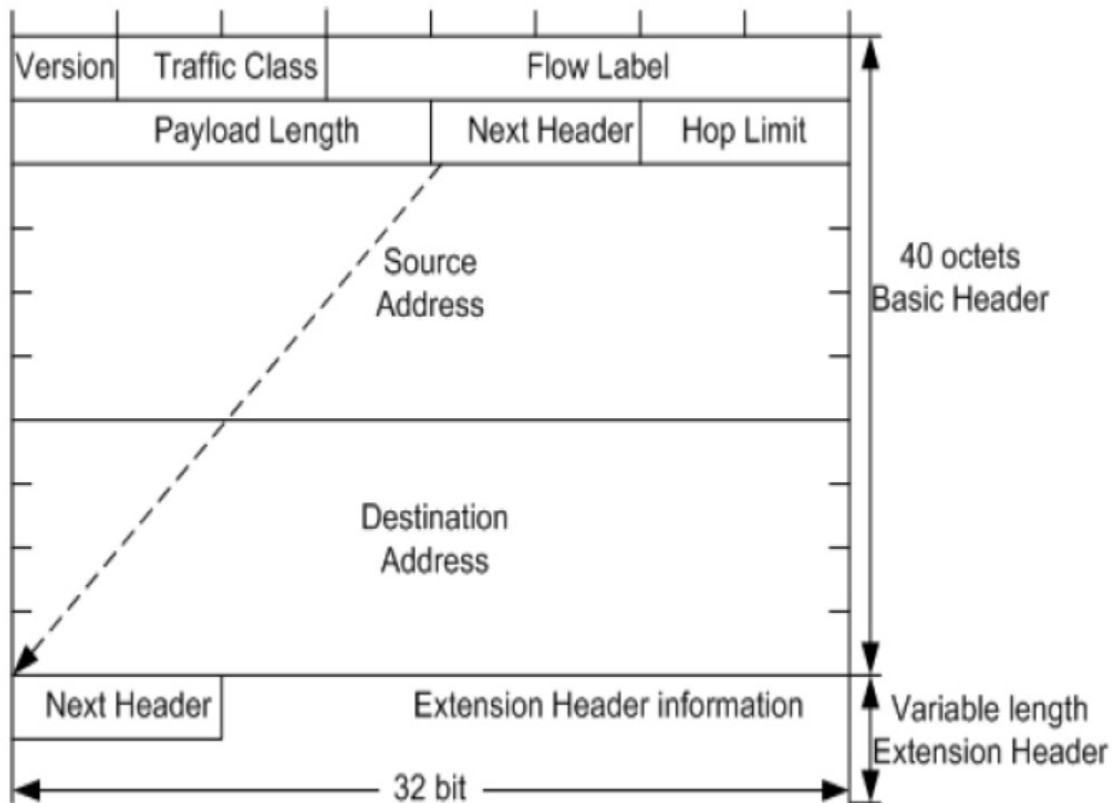 Version Traffic Class Flow Label
Payload Length Next Header Hop Limit
Source
Address
40 octets
Basic Header
Destination
Address
Next Header Extension Header information
Variable length
Extension Header
32 bit